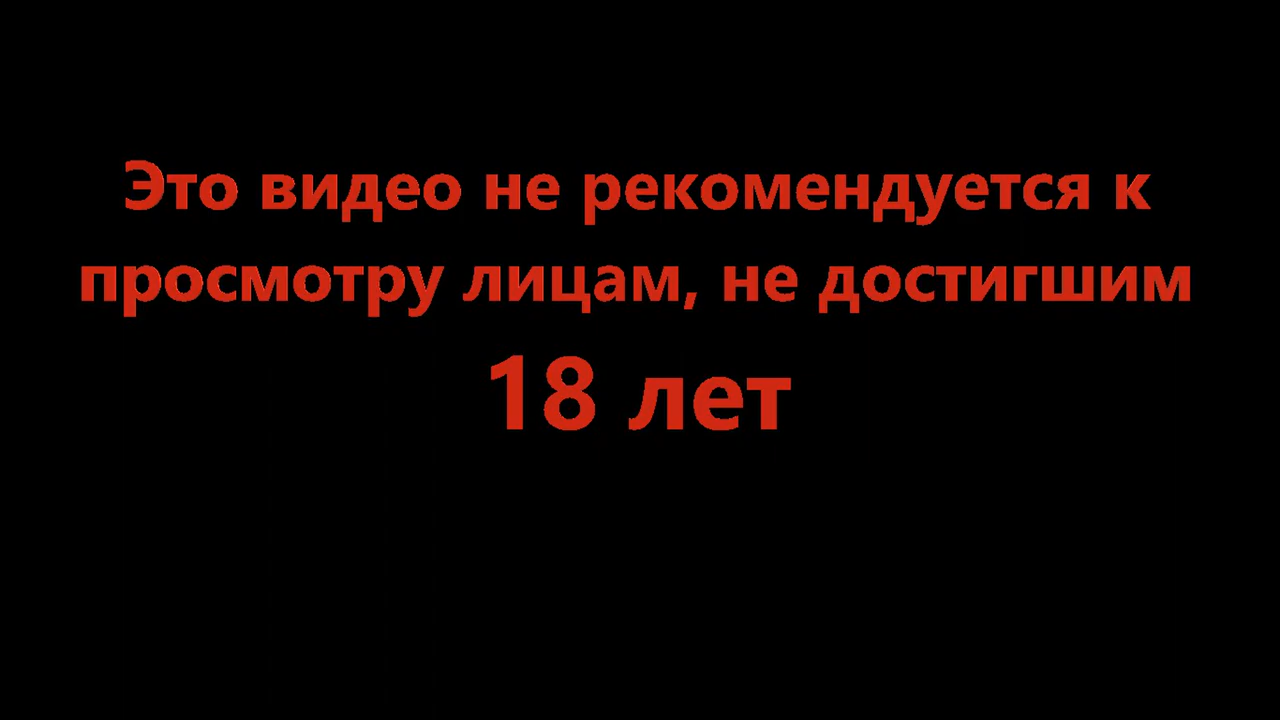 Это видео не рекомендуется к
просмотру лицам, не достигшим
18 лет